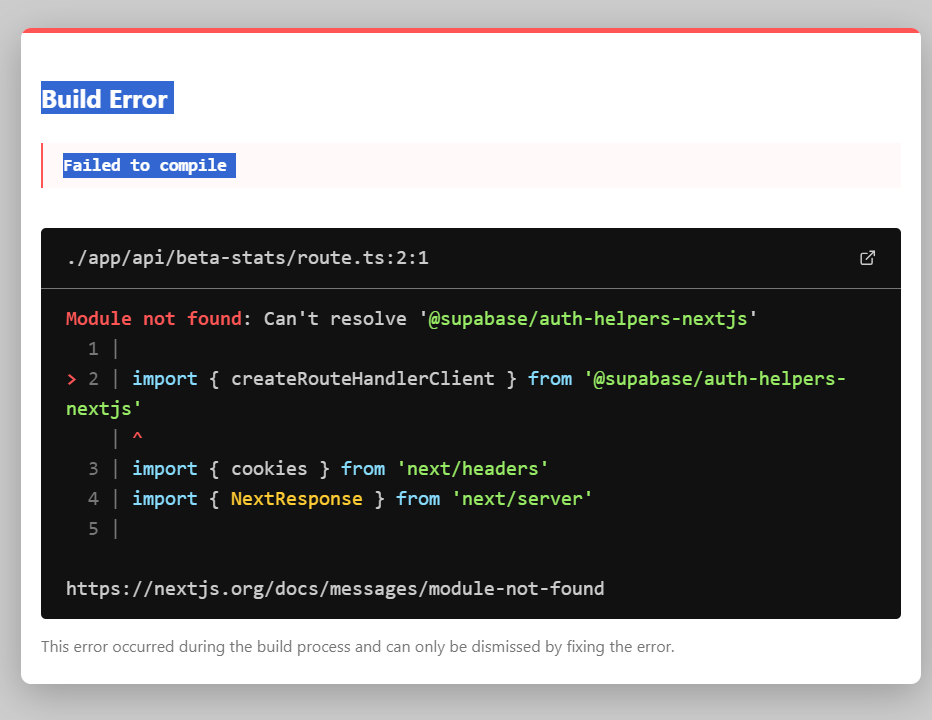 Build Error
Failed to compile
./app/api/beta-stats/route.ts:2:1
Module not found: Can't resolve '@supabase/auth-helpers-nextjs'
1 |
> 2 | import { createRouteHandlerClient } from '@supabase/auth-helpers-
nextjs'
| ^
3 | import { cookies } from 'next/headers'
4 | import { NextResponse } from 'next/server'
5 |
https://nextjs.org/docs/messages/module-not-found
This error occurred during the build process and can only be dismissed by fixing the error.